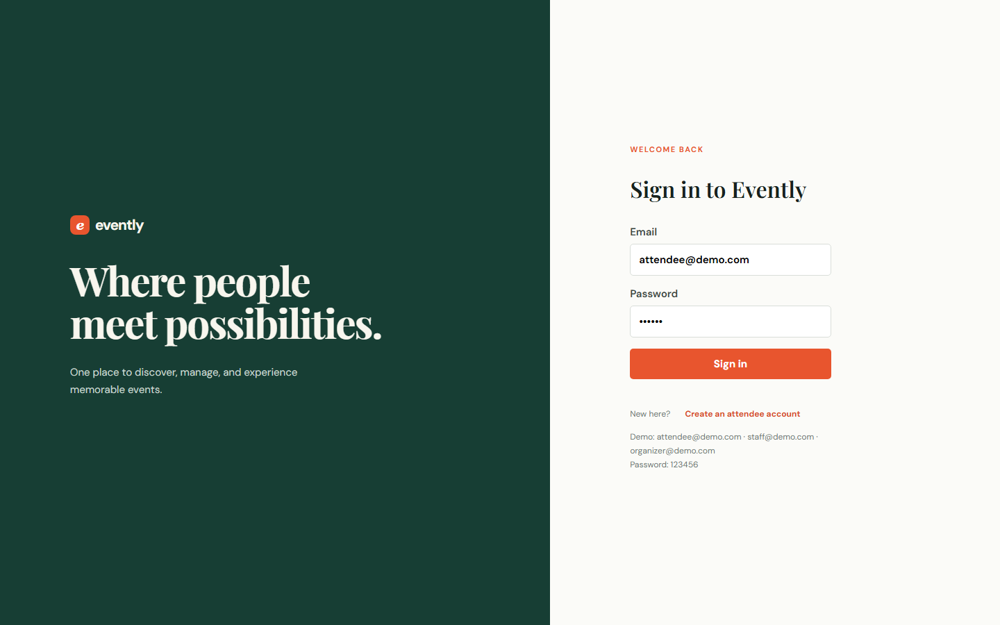 e evently
Where people
meet possibilities.
One place to discover, manage, and experience
memorable events.
WELCOME BACK
Sign in to Evently
Email
attendee@demo.com
Password
••••••
Sign in
New here? Create an attendee account
Demo: attendee@demo.com · staff@demo.com ·
organizer@demo.com
Password: 123456